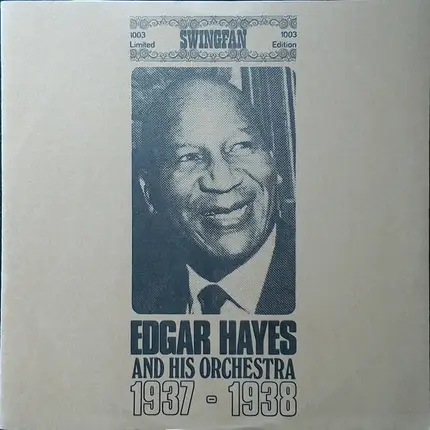 1003 SWINGFAN 1003
Limited Edition
EDGAR HAYES
AND HIS ORCHESTRA
1937 - 1938